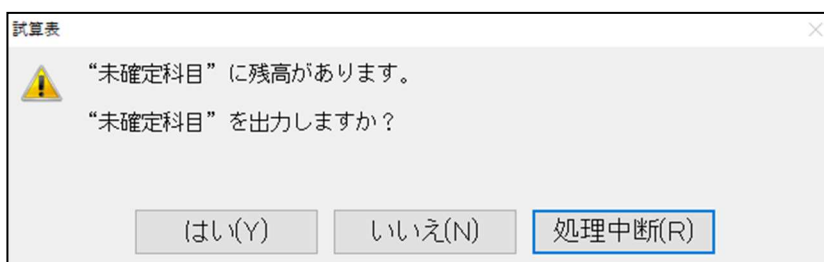 試算表
“未確定科目”に残高があります。
“未確定科目”を出力しますか？
はい(Y) いいえ(N) 処理中断(R)